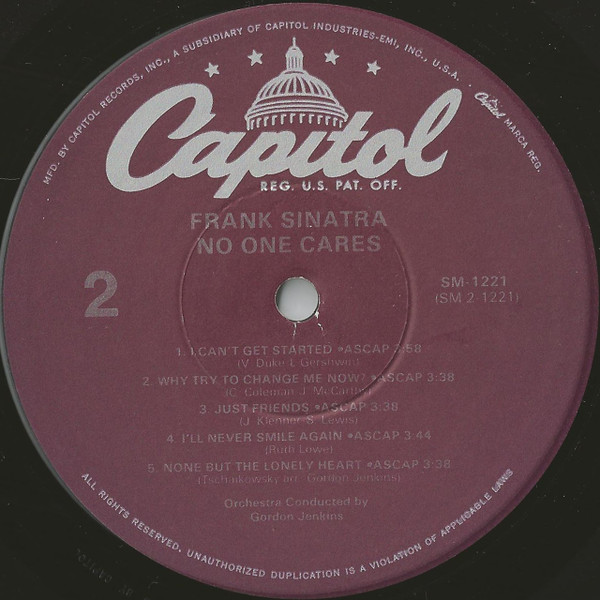 MFD. BY CAPITOL RECORDS, INC., A SUBSIDIARY OF CAPITOL INDUSTRIES-EMI, INC., U.S.A. Capitol MARCA REG.
Capitol
REG. U.S. PAT. OFF.
FRANK SINATRA
NO ONE CARES
2
SM-1221
(SM 2-1221)
1. I CAN'T GET STARTED •ASCAP 3:58
(V. Duke-I. Gershwin)
2. WHY TRY TO CHANGE ME NOW? •ASCAP 3:38
(C. Coleman-J. McCarthy)
3. JUST FRIENDS •ASCAP 3:38
(J. Klenner-S. Lewis)
4. I'LL NEVER SMILE AGAIN •ASCAP 3:44
(Ruth Lowe)
5. NONE BUT THE LONELY HEART •ASCAP 3:38
(Tschaikowsky arr. Gordon Jenkins)
Orchestra Conducted by
Gordon Jenkins
ALL RIGHTS RESERVED. UNAUTHORIZED DUPLICATION IS A VIOLATION OF APPLICABLE LAWS